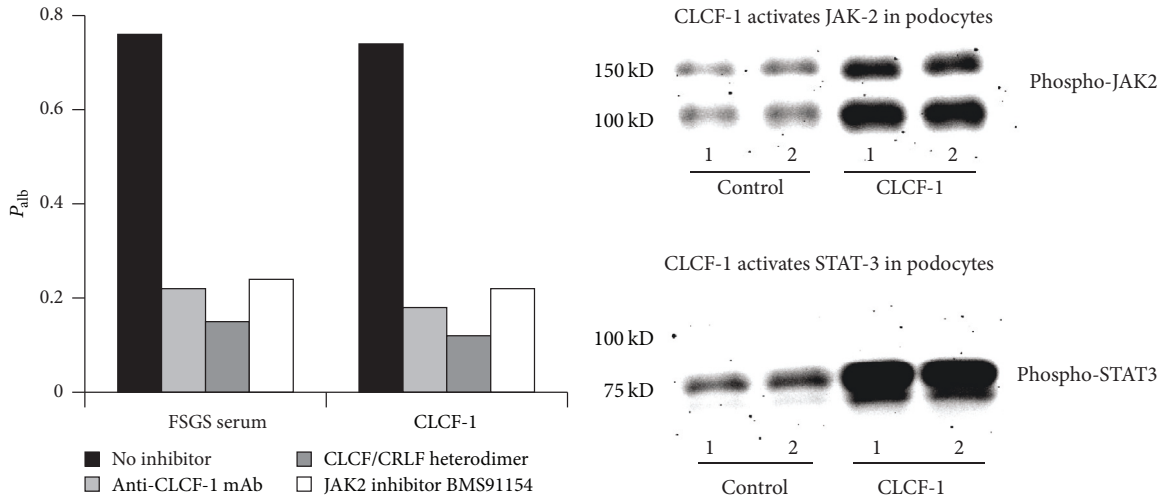 0.8
0.6
0.4
0.2
0
Palb
FSGS serum
CLCF-1
No inhibitor
Anti-CLCF-1 mAb
CLCF/CRLF heterodimer
JAK2 inhibitor BMS91154
CLCF-1 activates JAK-2 in podocytes
150 kD
100 kD
Phospho-JAK2
1 2 1 2
Control CLCF-1
CLCF-1 activates STAT-3 in podocytes
100 kD
75 kD
Phospho-STAT3
1 2 1 2
Control CLCF-1